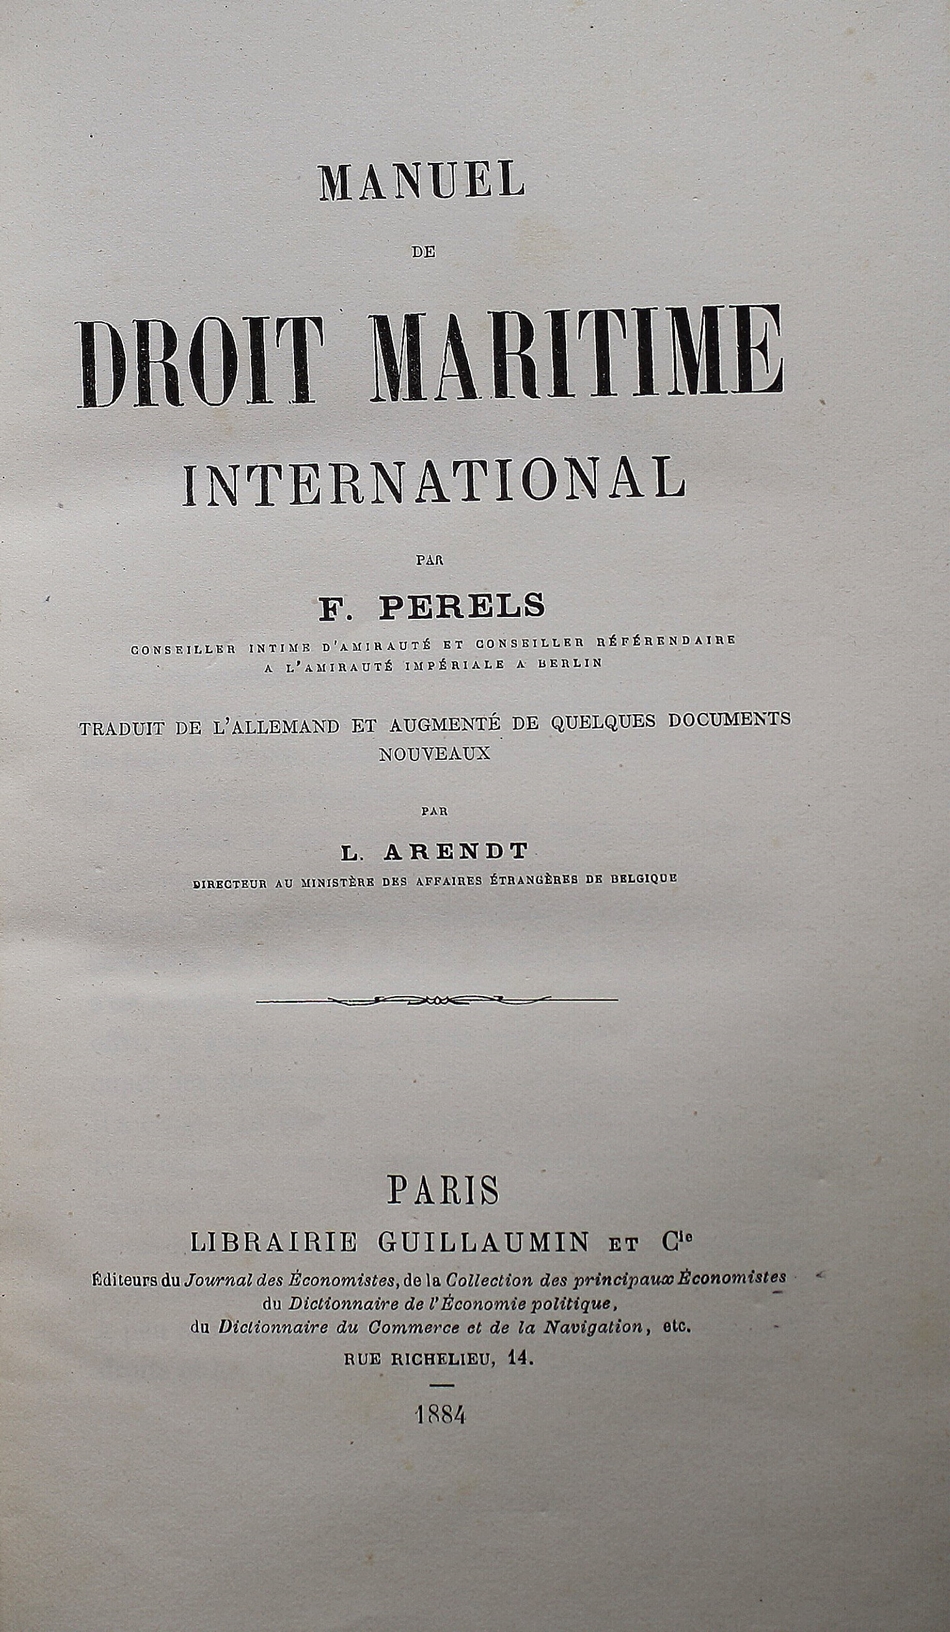 MANUEL
DE
DROIT MARITIME
INTERNATIONAL
PAR
F. PERELS
CONSEILLER INTIME D'AMIRAUTÉ ET CONSEILLER RÉFÉRENDAIRE
A L'AMIRAUTÉ IMPÉRIALE A BERLIN
TRADUIT DE L'ALLEMAND ET AUGMENTÉ DE QUELQUES DOCUMENTS
NOUVEAUX
PAR
L. ARENDT
DIRECTEUR AU MINISTÈRE DES AFFAIRES ÉTRANGÈRES DE BELGIQUE
PARIS
LIBRAIRIE GUILLAUMIN ET Cie
Éditeurs du Journal des Économistes, de la Collection des principaux Économistes
du Dictionnaire de l'Économie politique,
du Dictionnaire du Commerce et de la Navigation, etc.
RUE RICHELIEU, 14.
1884